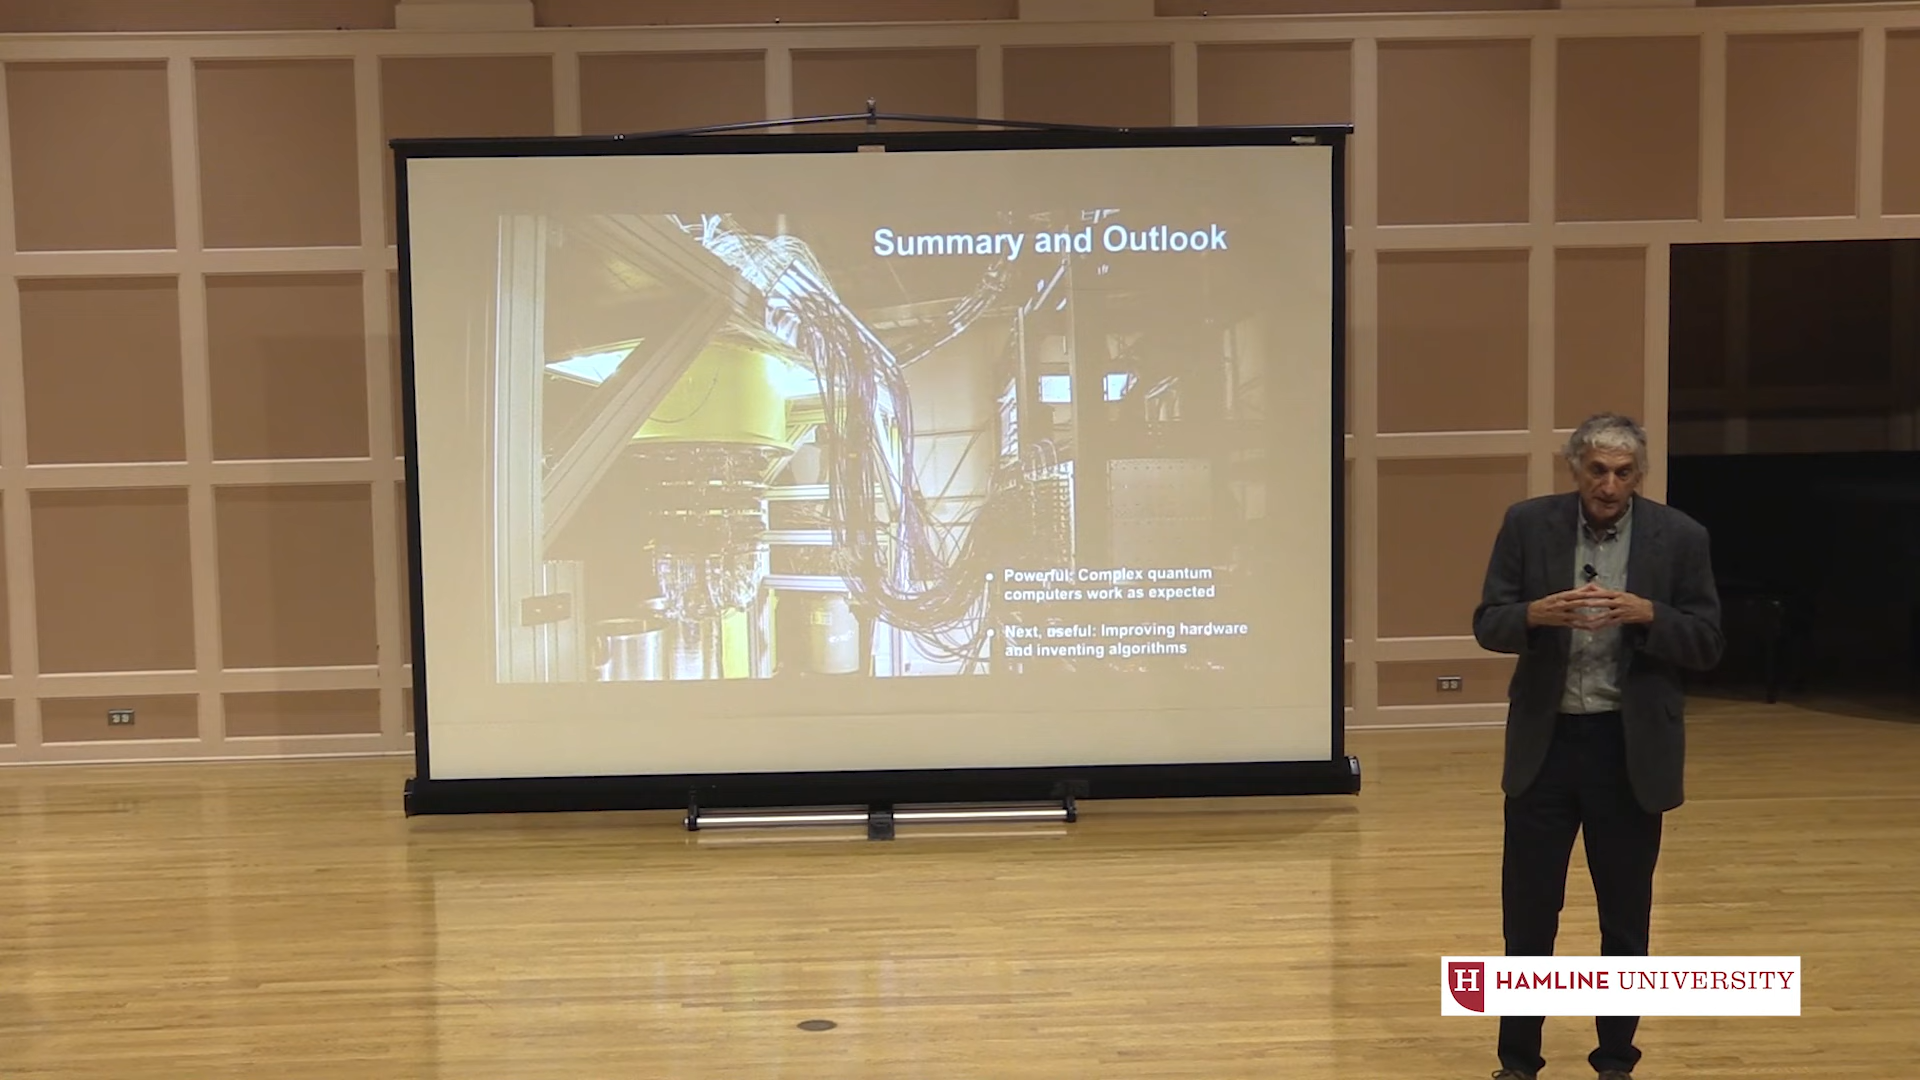 Summary and Outlook
• Powerful: Complex quantum
computers work as expected
• Next, useful: Improving hardware
and inventing algorithms
H HAMLINE UNIVERSITY